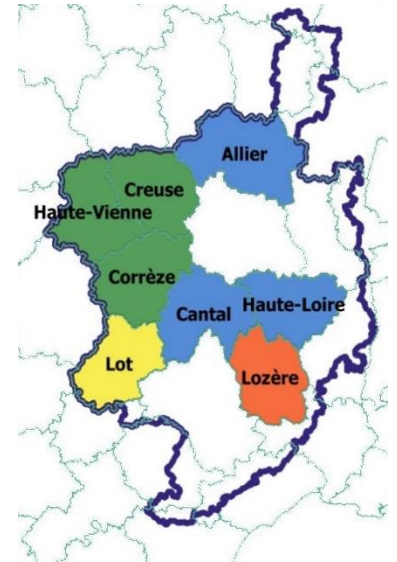 Allier
Creuse
Haute-Vienne
Corrèze
Cantal
Haute-Loire
Lot
Lozère